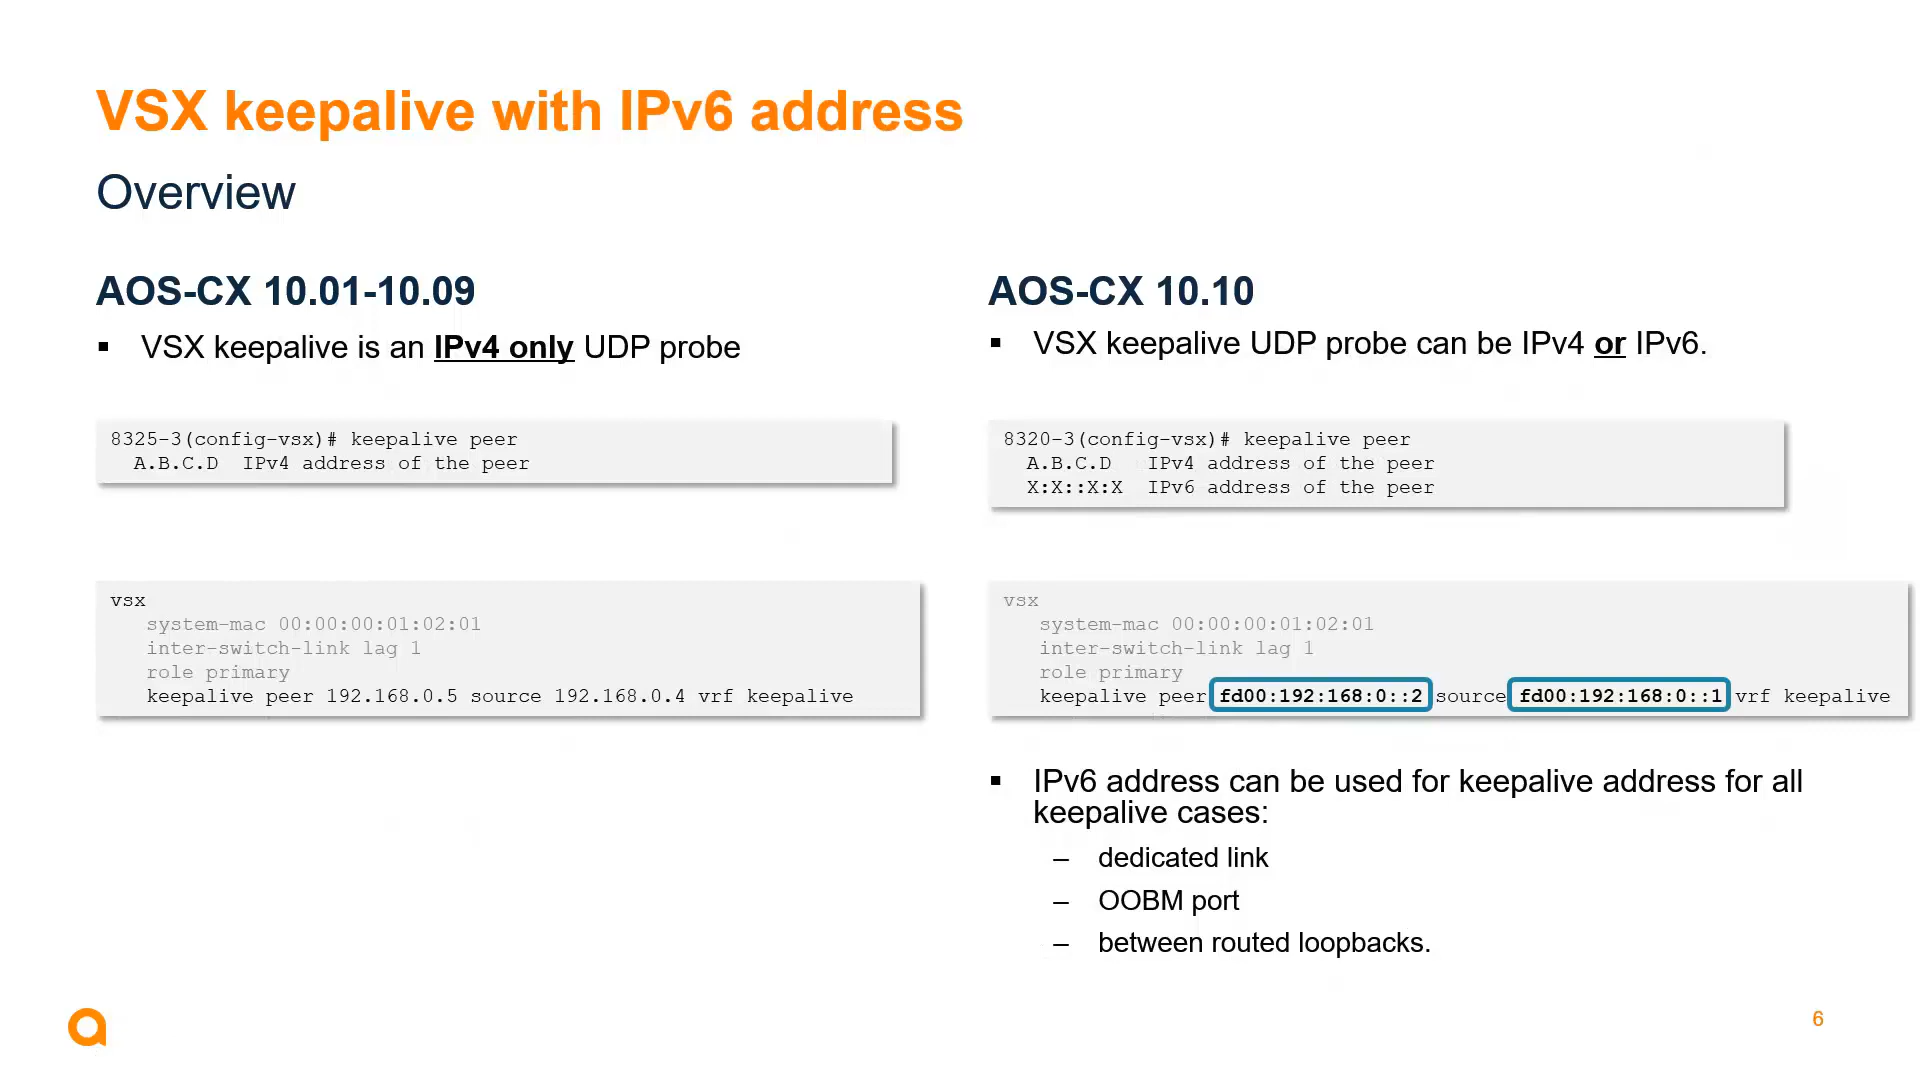 VSX keepalive with IPv6 address
Overview
AOS-CX 10.01-10.09
▪ VSX keepalive is an IPv4 only UDP probe
8325-3(config-vsx)# keepalive peer
A.B.C.D  IPv4 address of the peer
vsx
system-mac 00:00:00:01:02:01
inter-switch-link lag 1
role primary
keepalive peer 192.168.0.5 source 192.168.0.4 vrf keepalive
AOS-CX 10.10
▪ VSX keepalive UDP probe can be IPv4 or IPv6.
8320-3(config-vsx)# keepalive peer
A.B.C.D   IPv4 address of the peer
X:X::X:X  IPv6 address of the peer
vsx
system-mac 00:00:00:01:02:01
inter-switch-link lag 1
role primary
keepalive peer fd00:192:168:0::2 source fd00:192:168:0::1 vrf keepalive
▪ IPv6 address can be used for keepalive address for all
keepalive cases:
– dedicated link
– OOBM port
– between routed loopbacks.
6